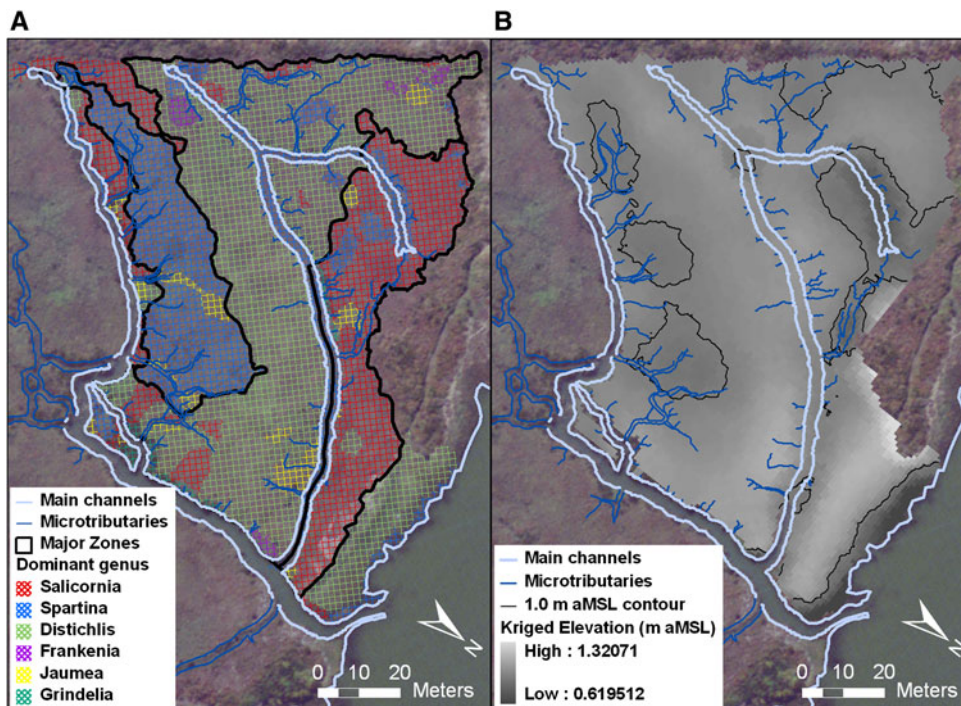 A
B
Main channels
Microtributaries
Major Zones
Dominant genus
Salicornia
Spartina
Distichlis
Frankenia
Jaumea
Grindelia
N
0 10 20
Meters
Main channels
Microtributaries
1.0 m aMSL contour
Kriged Elevation (m aMSL)
High : 1.32071
Low : 0.619512
N
0 10 20
Meters